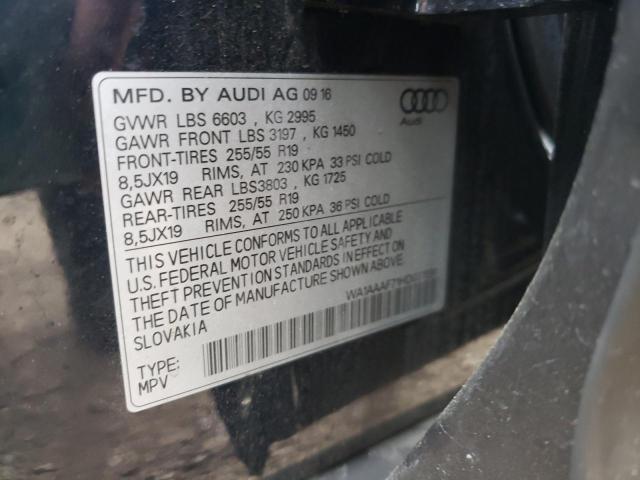 MFD. BY AUDI AG 09 16
GVWR LBS 6603 , KG 2995
GAWR FRONT LBS 3197 , KG 1450
FRONT-TIRES 255/55 R19
8,5JX19 RIMS, AT 230 KPA 33 PSI COLD
GAWR REAR LBS3803 , KG 1725
REAR-TIRES 255/55 R19
8,5JX19 RIMS, AT 250 KPA 36 PSI COLD
Audi
THIS VEHICLE CONFORMS TO ALL APPLICABLE
U.S. FEDERAL MOTOR VEHICLE SAFETY AND
THEFT PREVENTION STANDARDS IN EFFECT ON
THE DATE OF MANUFACTURE SHOWN ABOVE.
SLOVAKIA
TYPE:
MPV